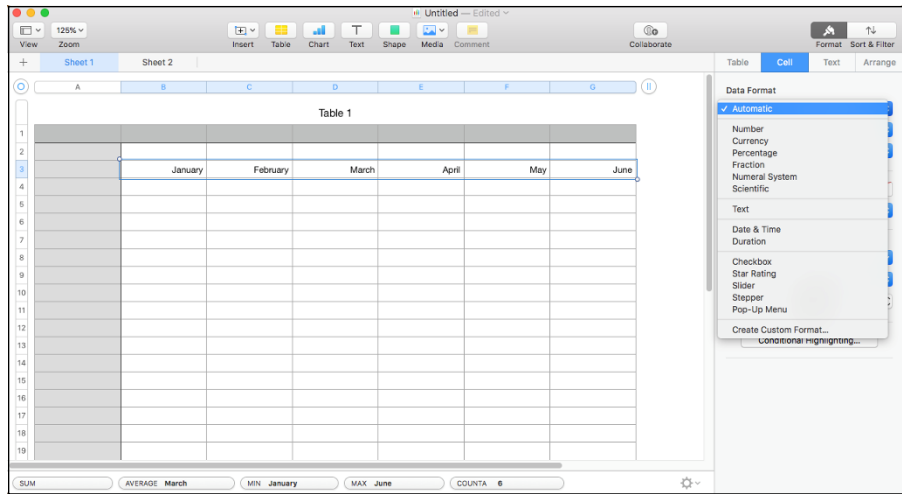 Untitled — Edited
125%
View Zoom Insert Table Chart Text Shape Media Comment Collaborate Format Sort & Filter
+ Sheet 1 Sheet 2 Table Cell Text Arrange
A B C D E F G
Data Format
Table 1
✓ Automatic
Number
Currency
Percentage
Fraction
Numeral System
Scientific
Text
Date & Time
Duration
Checkbox
Star Rating
Slider
Stepper
Pop-Up Menu
Create Custom Format...
Conditional Highlighting...
1
2
3 January February March April May June
4
5
6
7
8
9
10
11
12
13
14
15
16
17
18
19
SUM AVERAGE March MIN January MAX June COUNTA 6